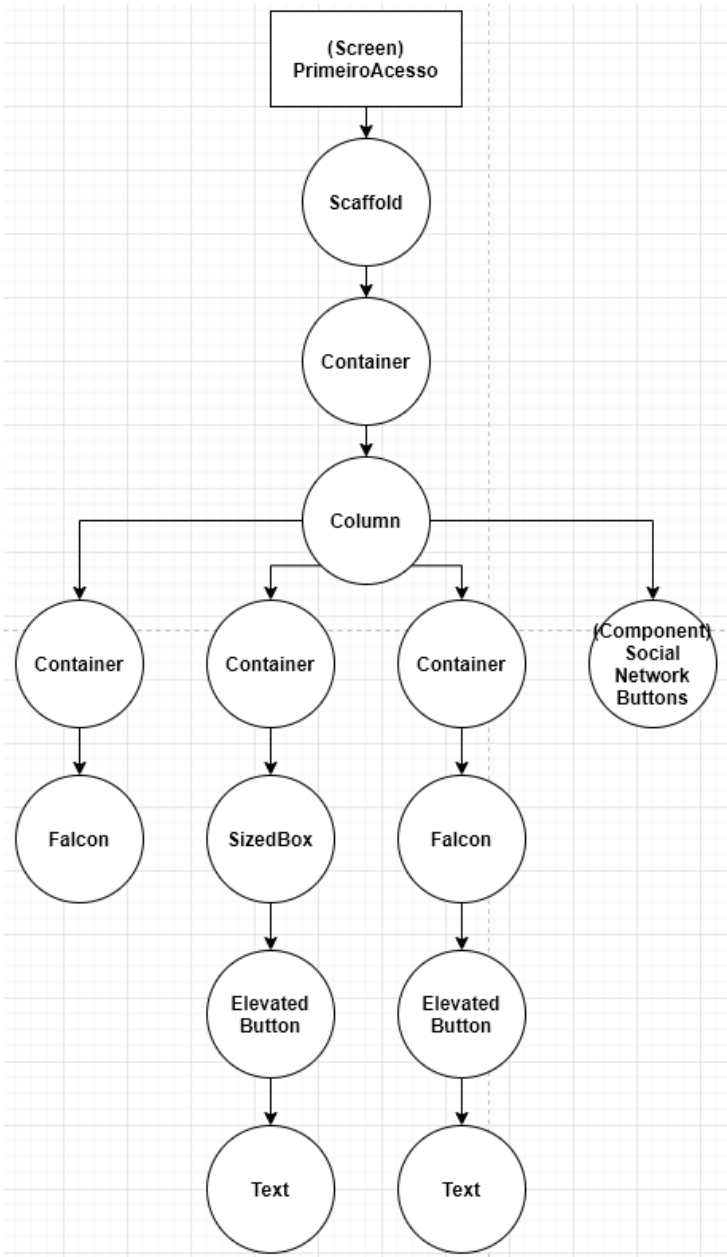 (Screen)
PrimeiroAcesso
Scaffold
Container
Column
Container
Container
Container
(Component)
Social
Network
Buttons
Falcon
SizedBox
Falcon
Elevated
Button
Elevated
Button
Text
Text